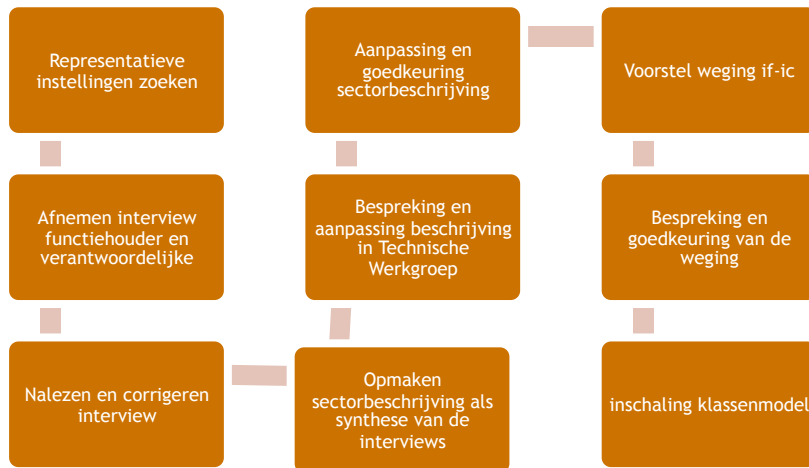 Representatieve
instellingen zoeken
Afnemen interview
functiehouder en
verantwoordelijke
Nalezen en corrigeren
interview
Opmaken
sectorbeschrijving als
synthese van de
interviews
Bespreking en
aanpassing beschrijving
in Technische
Werkgroep
Aanpassing en
goedkeuring
sectorbeschrijving
Voorstel weging if-ic
Bespreking en
goedkeuring van de
weging
inschaling klassenmodel